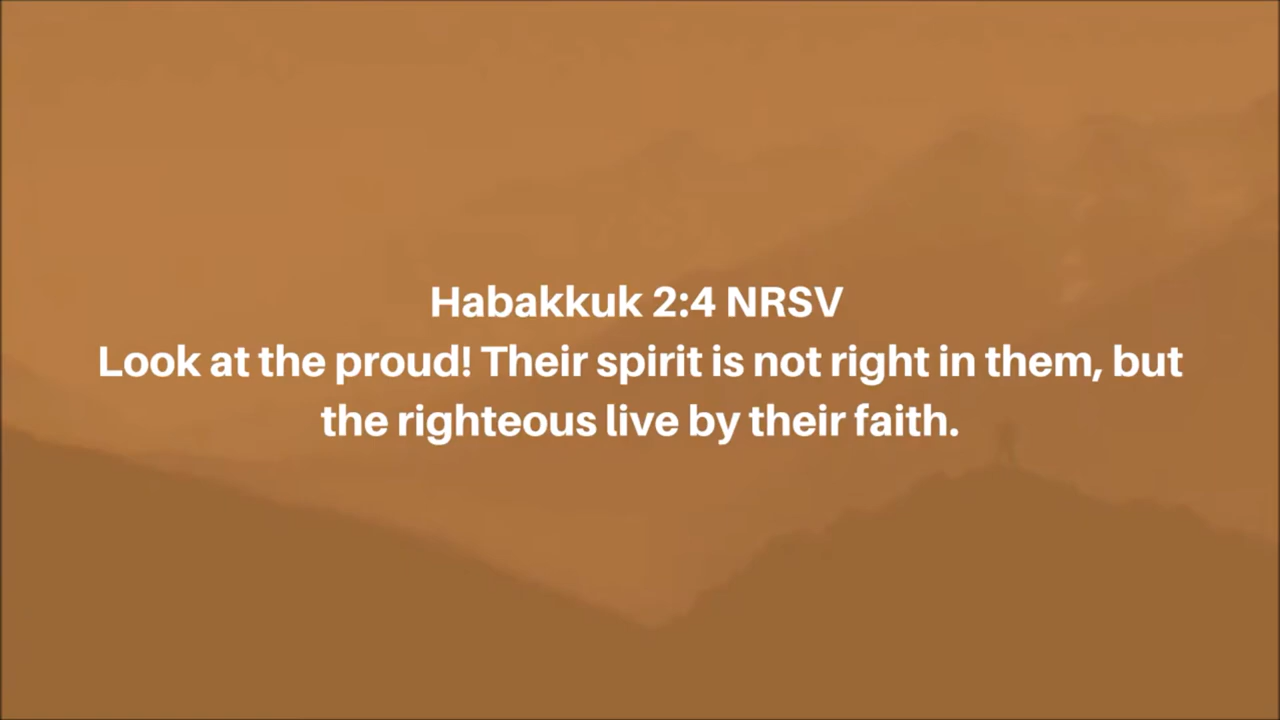 Habakkuk 2:4 NRSV
Look at the proud! Their spirit is not right in them, but
the righteous live by their faith.